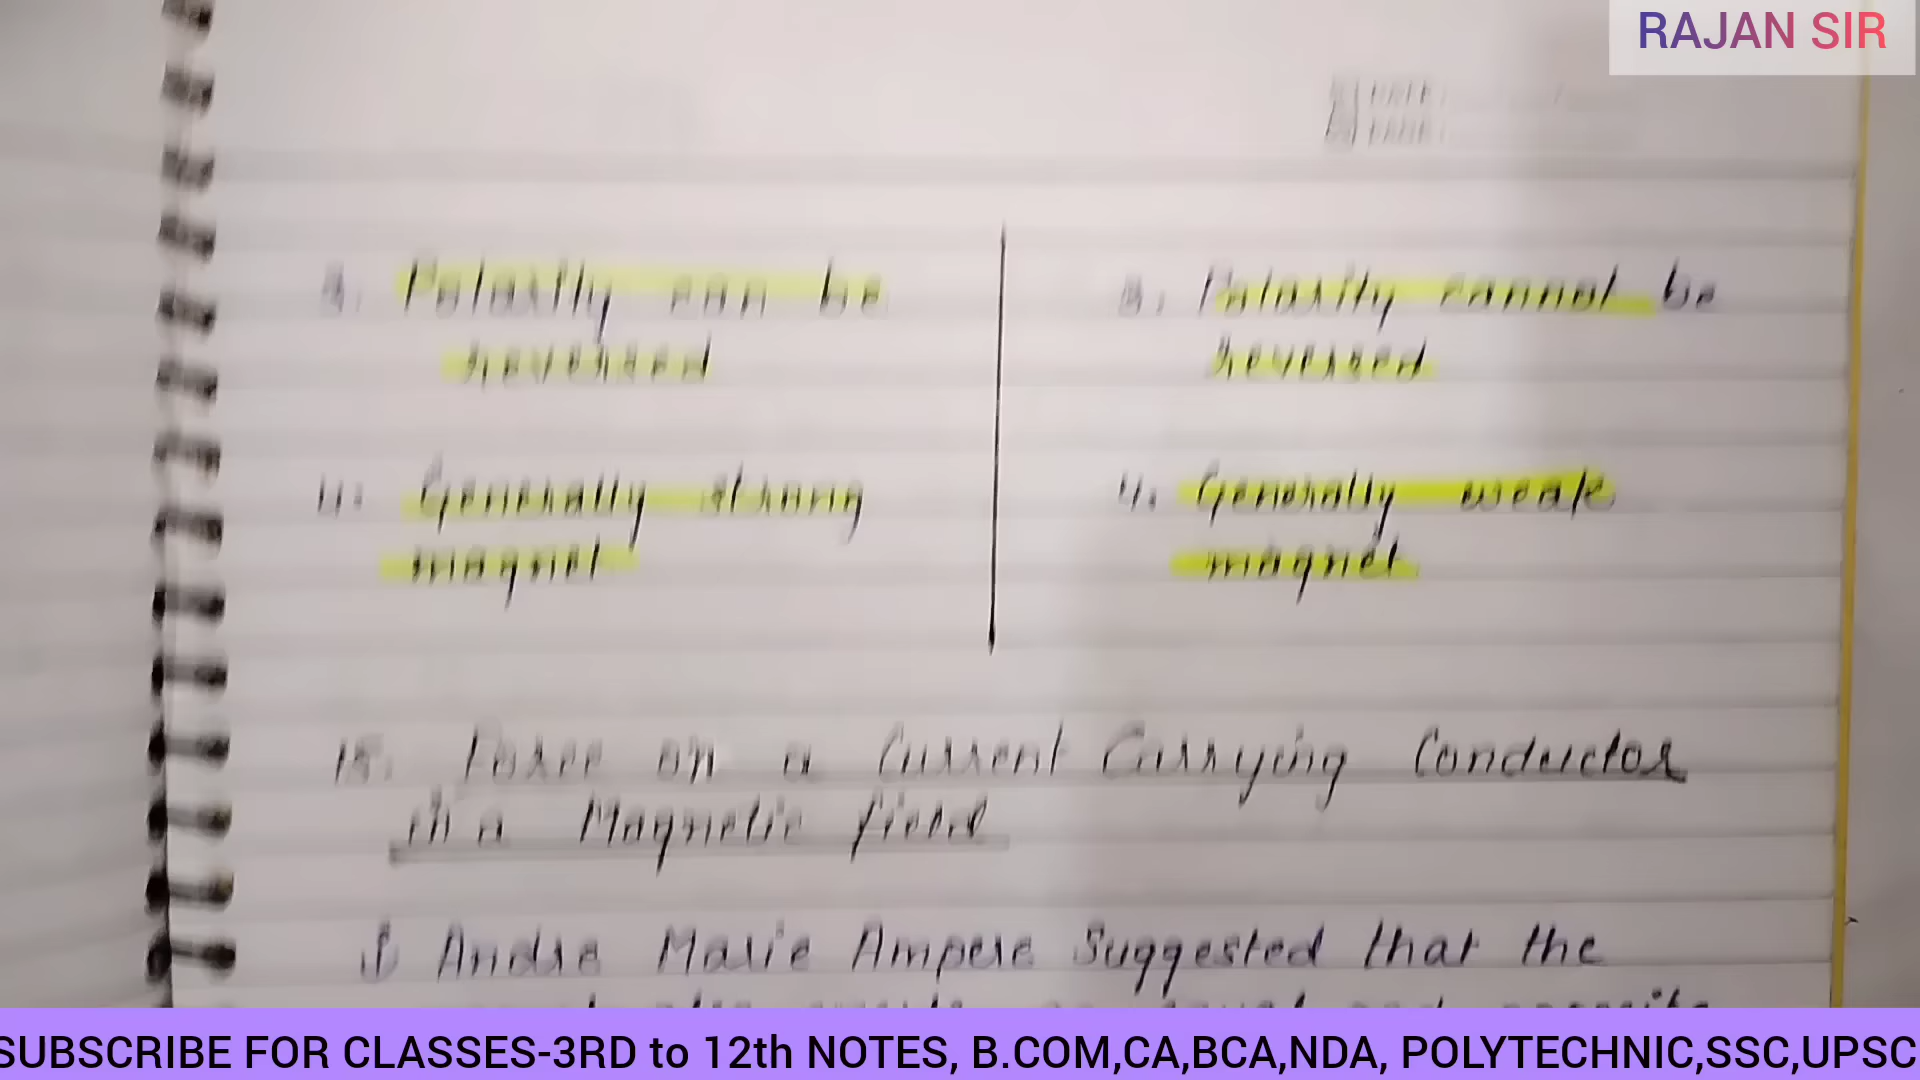 RAJAN SIR
3. Polarity can be
reversed
3. Polarity cannot be
reversed
4. Generally strong
magnet
4. Generally weak
magnet
15. Force on a Current Carrying Conductor
in a Magnetic field
Andre Marie Ampere Suggested that the
SUBSCRIBE FOR CLASSES-3RD to 12th NOTES, B.COM,CA,BCA,NDA, POLYTECHNIC,SSC,UPSC